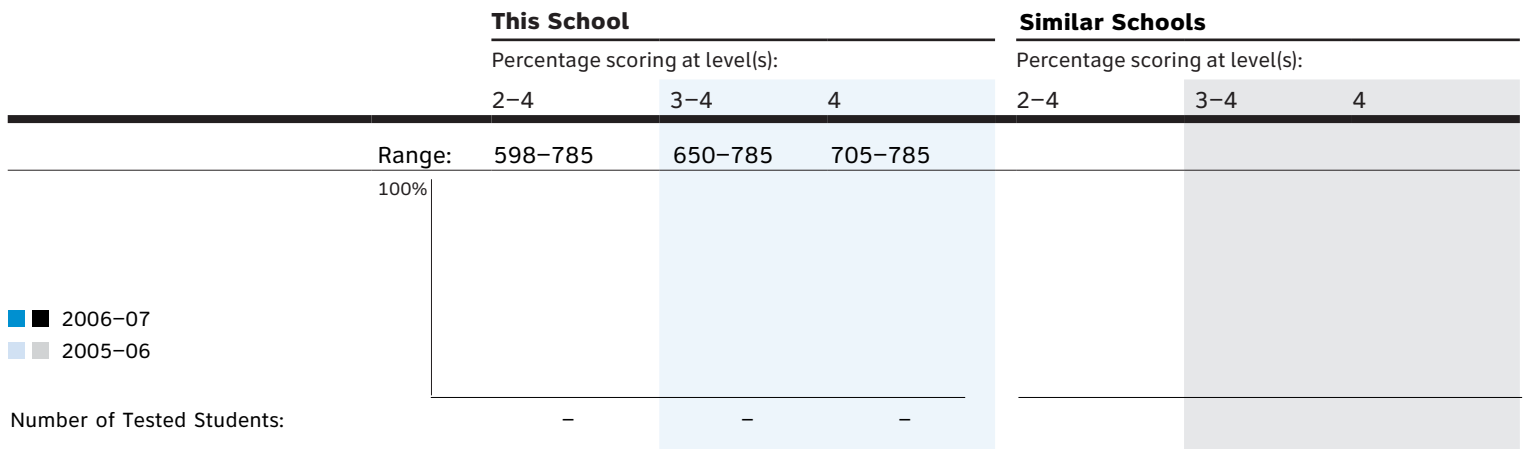 This School Similar Schools
Percentage scoring at level(s): Percentage scoring at level(s):
2–4 3–4 4 2–4 3–4 4
Range: 598–785 650–785 705–785
100%
2006–07
2005–06
Number of Tested Students: – – –